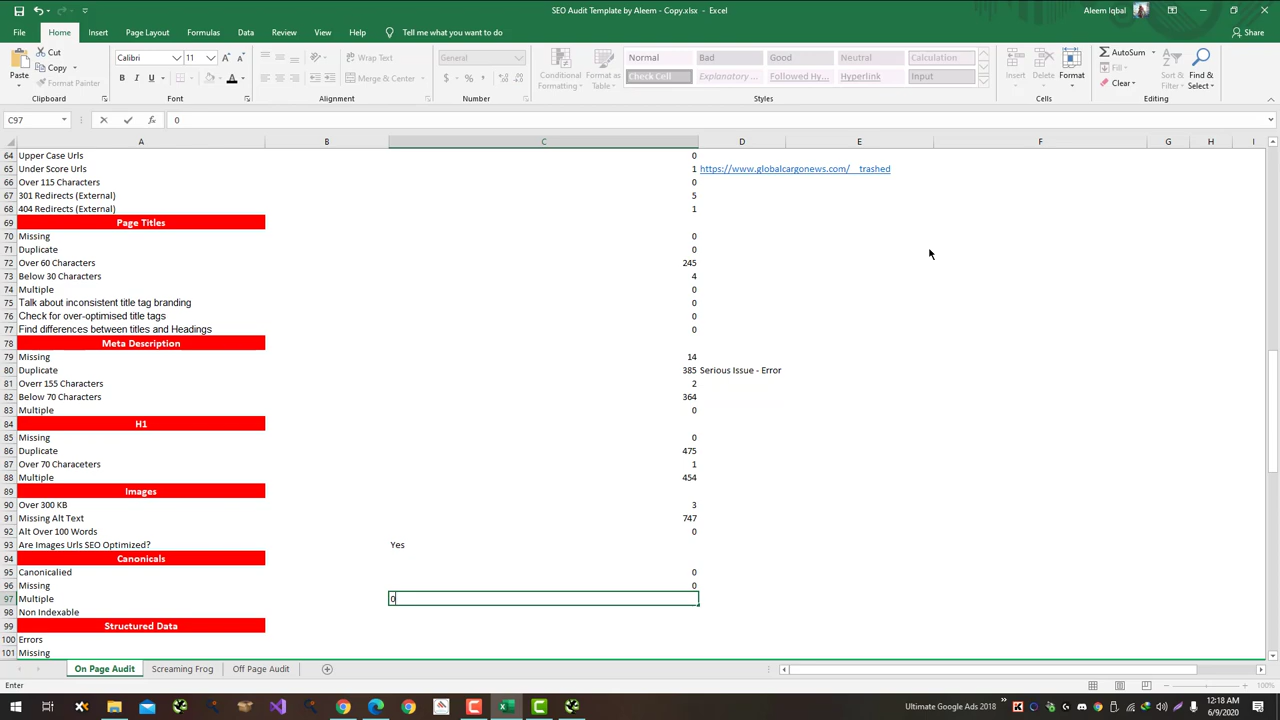 SEO Audit Template by Aleem - Copy.xlsx - Excel
Aleem Iqbal
File Home Insert Page Layout Formulas Data Review View Help Tell me what you want to do Share
Paste
Cut
Copy
Format Painter
Clipboard
Calibri 11
B I U
Font
Wrap Text
Merge & Center
Alignment
General
$ % ,
Number
Conditional Formatting
Format as Table
Normal Bad Good Neutral Calculation
Check Cell Explanatory ... Followed Hy... Hyperlink Input
Styles
Insert Delete Format
Cells
AutoSum
Fill
Clear
Sort & Filter
Find & Select
Editing
C97 fx 0
A B C D E F G H I
64 Upper Case Urls 0
65 Under Score Urls 1 https://www.globalcargonews.com/__trashed
66 Over 115 Characters 0
67 301 Redirects (External) 5
68 404 Redirects (External) 1
69 Page Titles
70 Missing 0
71 Duplicate 0
72 Over 60 Characters 245
73 Below 30 Characters 4
74 Multiple 0
75 Talk about inconsistent title tag branding 0
76 Check for over-optimised title tags 0
77 Find differences between titles and Headings 0
78 Meta Description
79 Missing 14
80 Duplicate 385 Serious Issue - Error
81 Overr 155 Characters 2
82 Below 70 Characters 364
83 Multiple 0
84 H1
85 Missing 0
86 Duplicate 475
87 Over 70 Characeters 1
88 Multiple 454
89 Images
90 Over 300 KB 3
91 Missing Alt Text 747
92 Alt Over 100 Words 0
93 Are Images Urls SEO Optimized? Yes
94 Canonicals
95 Canonicalied 0
96 Missing 0
97 Multiple 0
98 Non Indexable
99 Structured Data
100 Errors
101 Missing
On Page Audit Screaming Frog Off Page Audit
Enter 100%
Ultimate Google Ads 2018
12:18 AM
6/9/2020